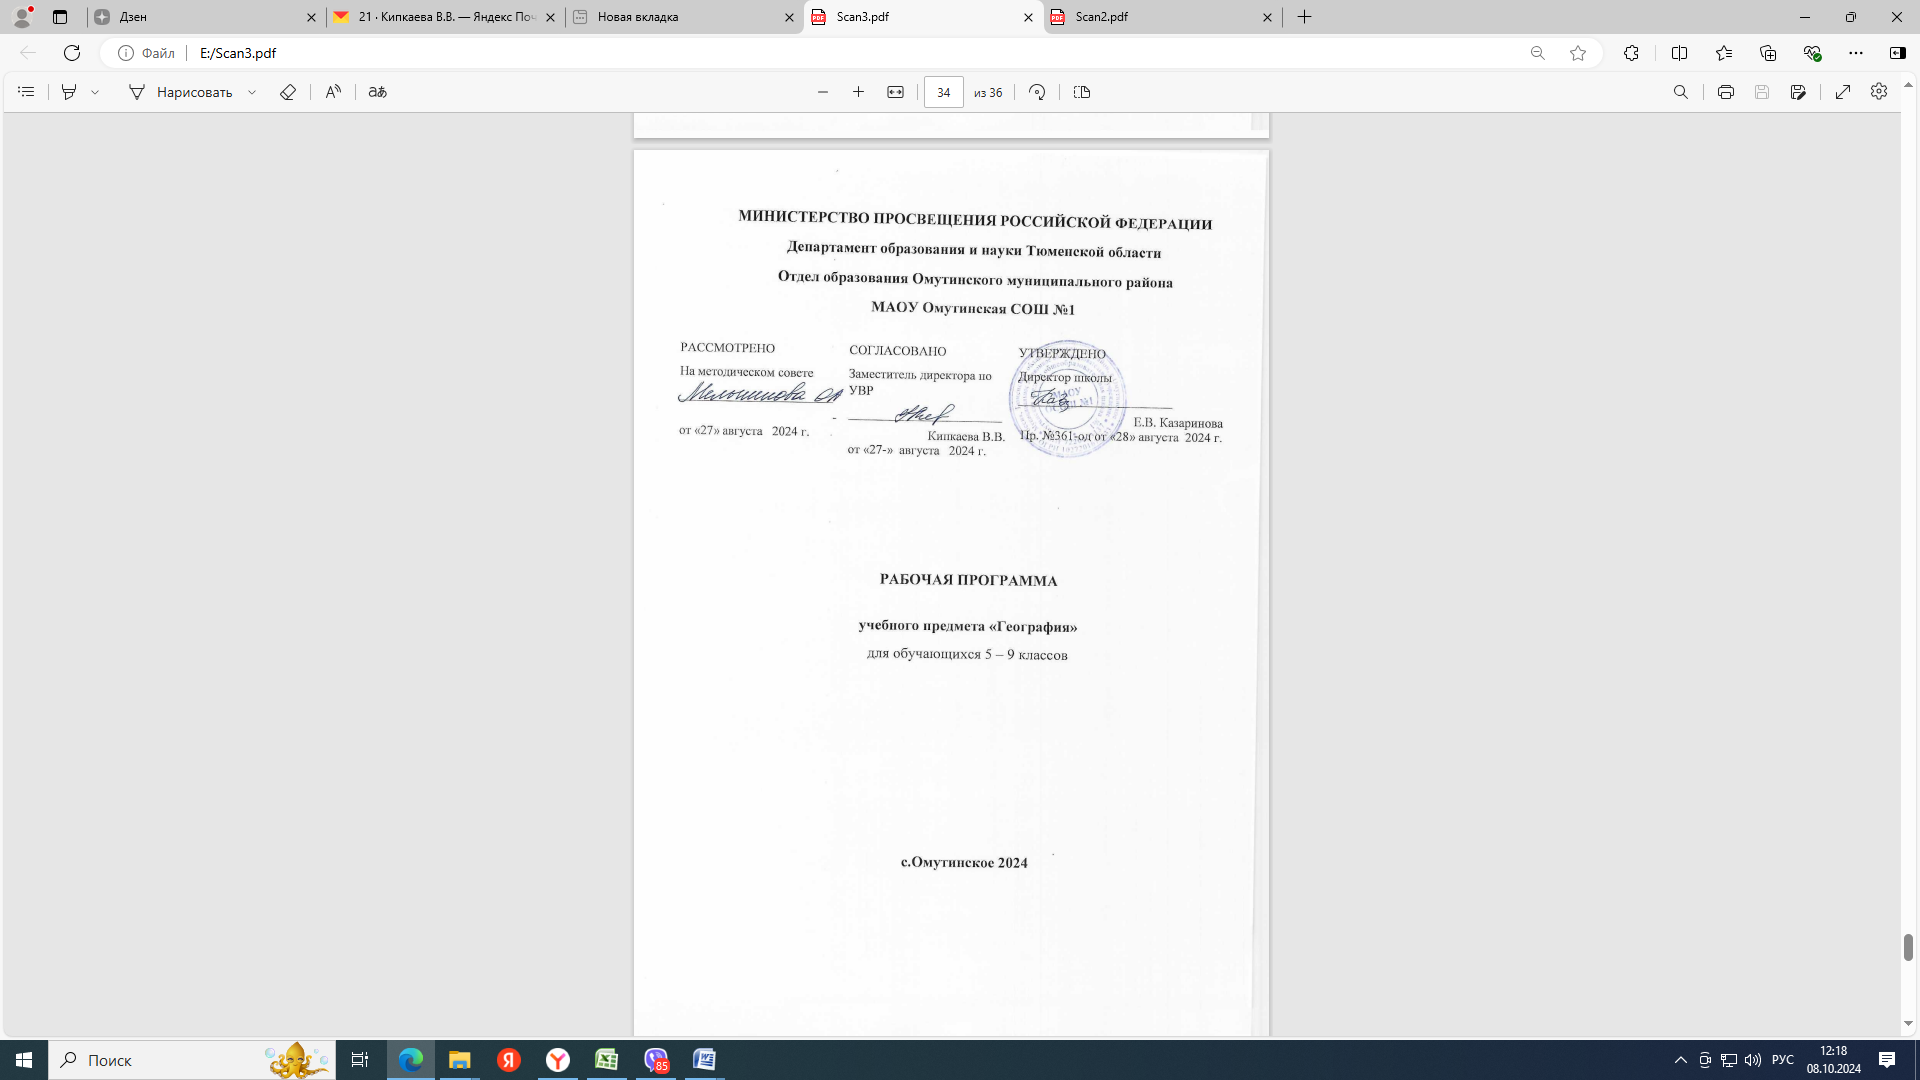 Дзен
21 · Кипкаева В.В. — Яндекс Поч
Новая вкладка
Scan3.pdf
Scan2.pdf
Файл
E:/Scan3.pdf
Нарисовать
34 из 36
МИНИСТЕРСТВО ПРОСВЕЩЕНИЯ РОССИЙСКОЙ ФЕДЕРАЦИИ
Департамент образования и науки Тюменской области
Отдел образования Омутинского муниципального района
МАОУ Омутинская СОШ №1
РАССМОТРЕНО
На методическом совете
от «27» августа 2024 г.
СОГЛАСОВАНО
Заместитель директора по
УВР
Кипкаева В.В.
от «27-» августа 2024 г.
УТВЕРЖДЕНО
Директор школы
Е.В. Казаринова
Пр. №361-од от «28» августа 2024 г.
РАБОЧАЯ ПРОГРАММА
учебного предмета «География»
для обучающихся 5 – 9 классов
с.Омутинское 2024
Поиск
85
РУС
12:18
08.10.2024